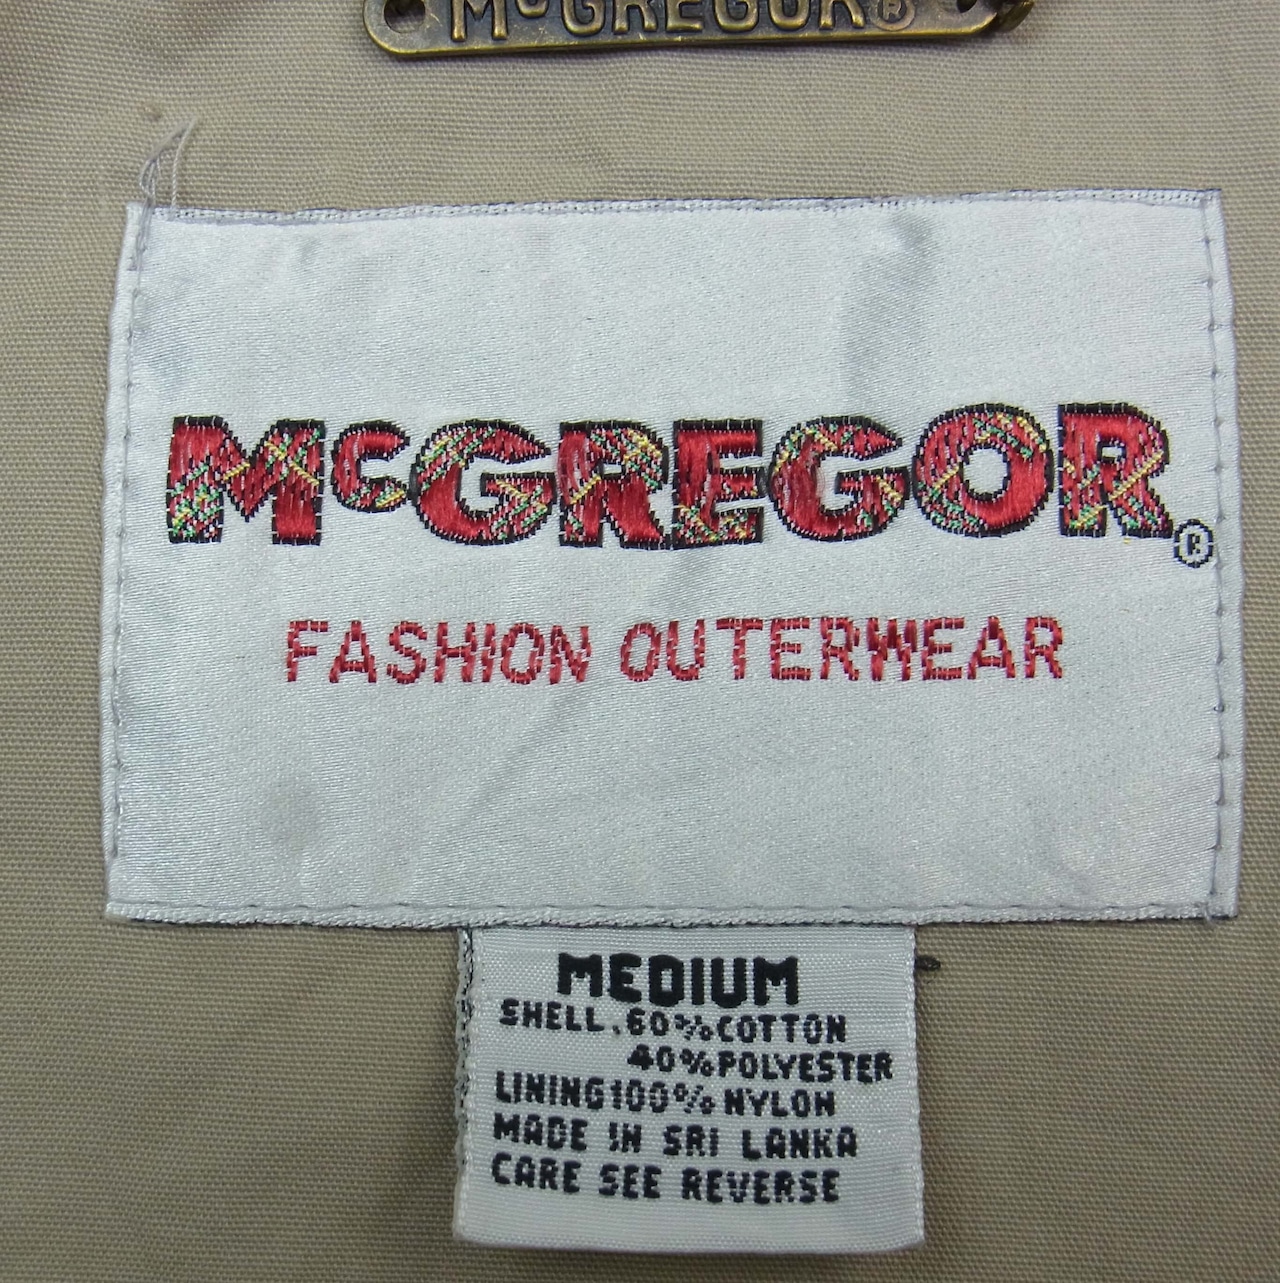 McGREGOR®
McGREGOR®
FASHION OUTERWEAR
MEDIUM
SHELL.60%COTTON
40%POLYESTER
LINING100%NYLON
MADE IN SRI LANKA
CARE SEE REVERSE